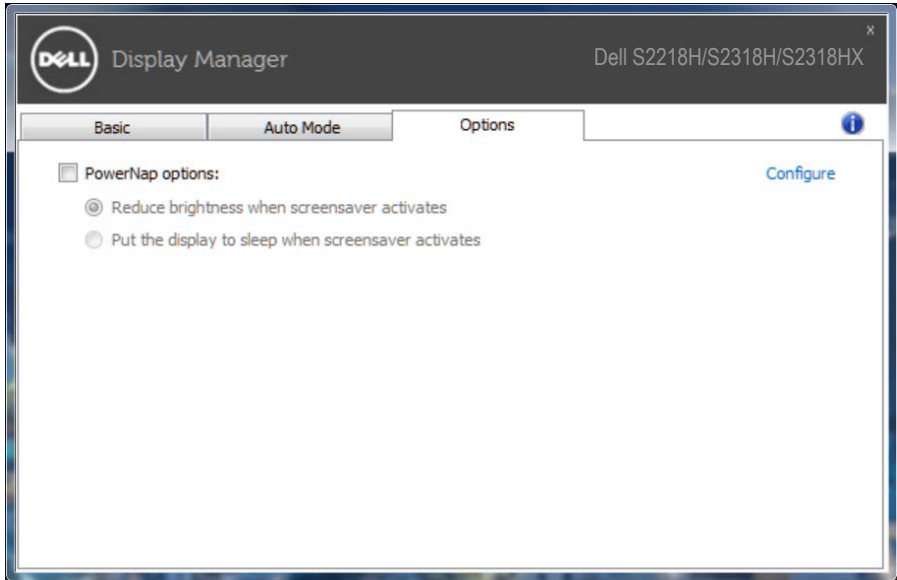 DELL
Display Manager
Dell S2218H/S2318H/S2318HX
x
Basic
Auto Mode
Options
i
PowerNap options:
Configure
Reduce brightness when screensaver activates
Put the display to sleep when screensaver activates